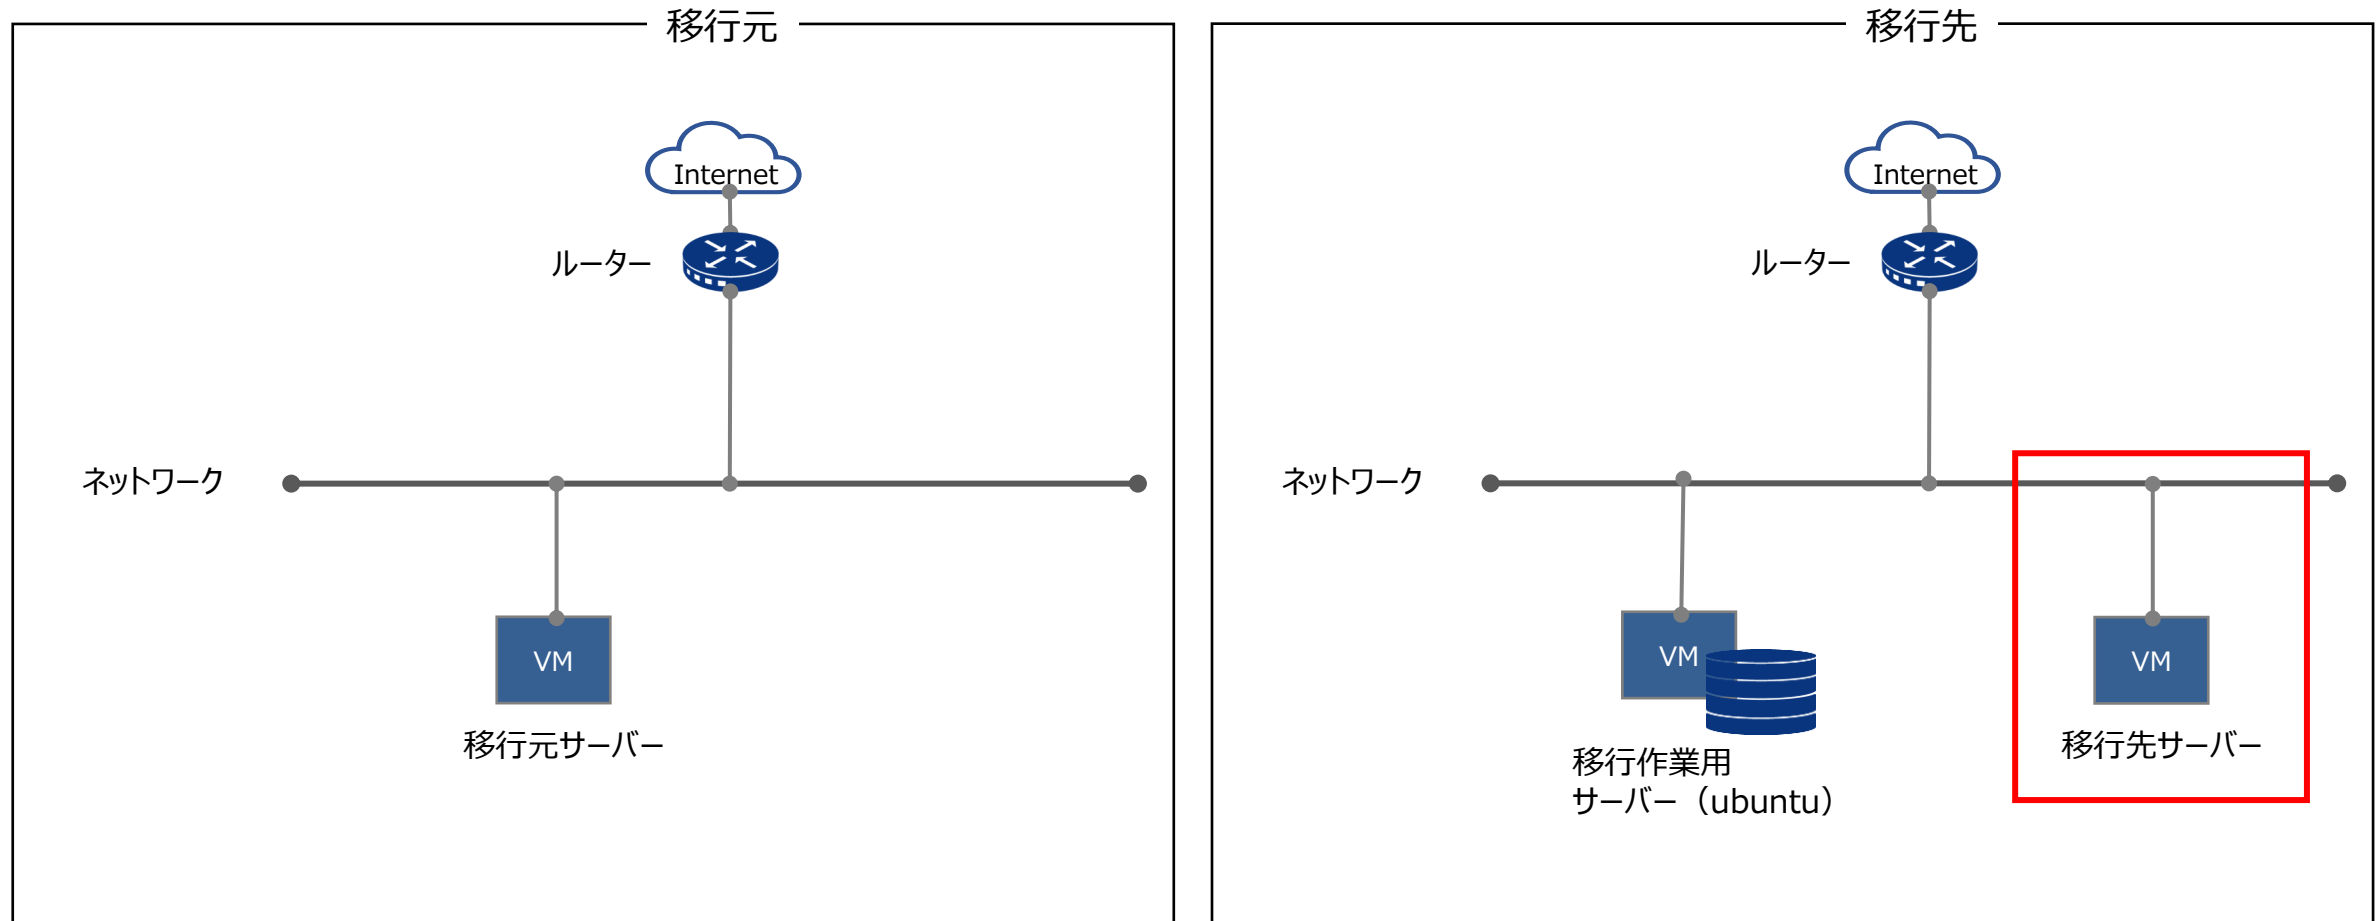 移行元
Internet
ルーター
ネットワーク
VM
移行元サーバー
移行先
Internet
ルーター
ネットワーク
VM
移行作業用
サーバー（ubuntu）
VM
移行先サーバー